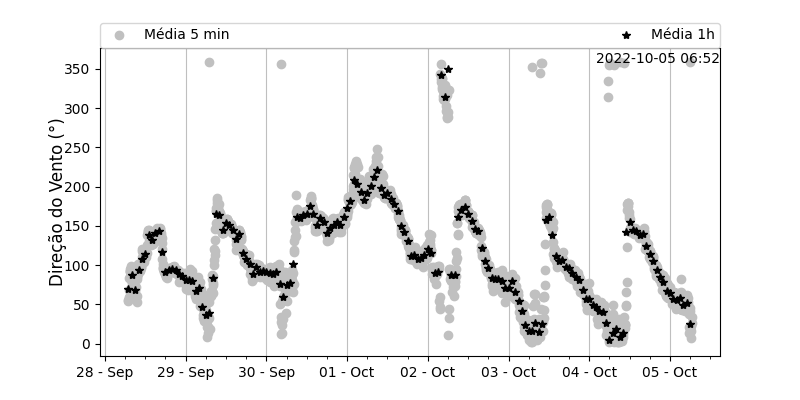 Média 5 min
Média 1h
2022-10-05 06:52
Direção do Vento (°)
350
300
250
200
150
100
50
0
28 - Sep
29 - Sep
30 - Sep
01 - Oct
02 - Oct
03 - Oct
04 - Oct
05 - Oct